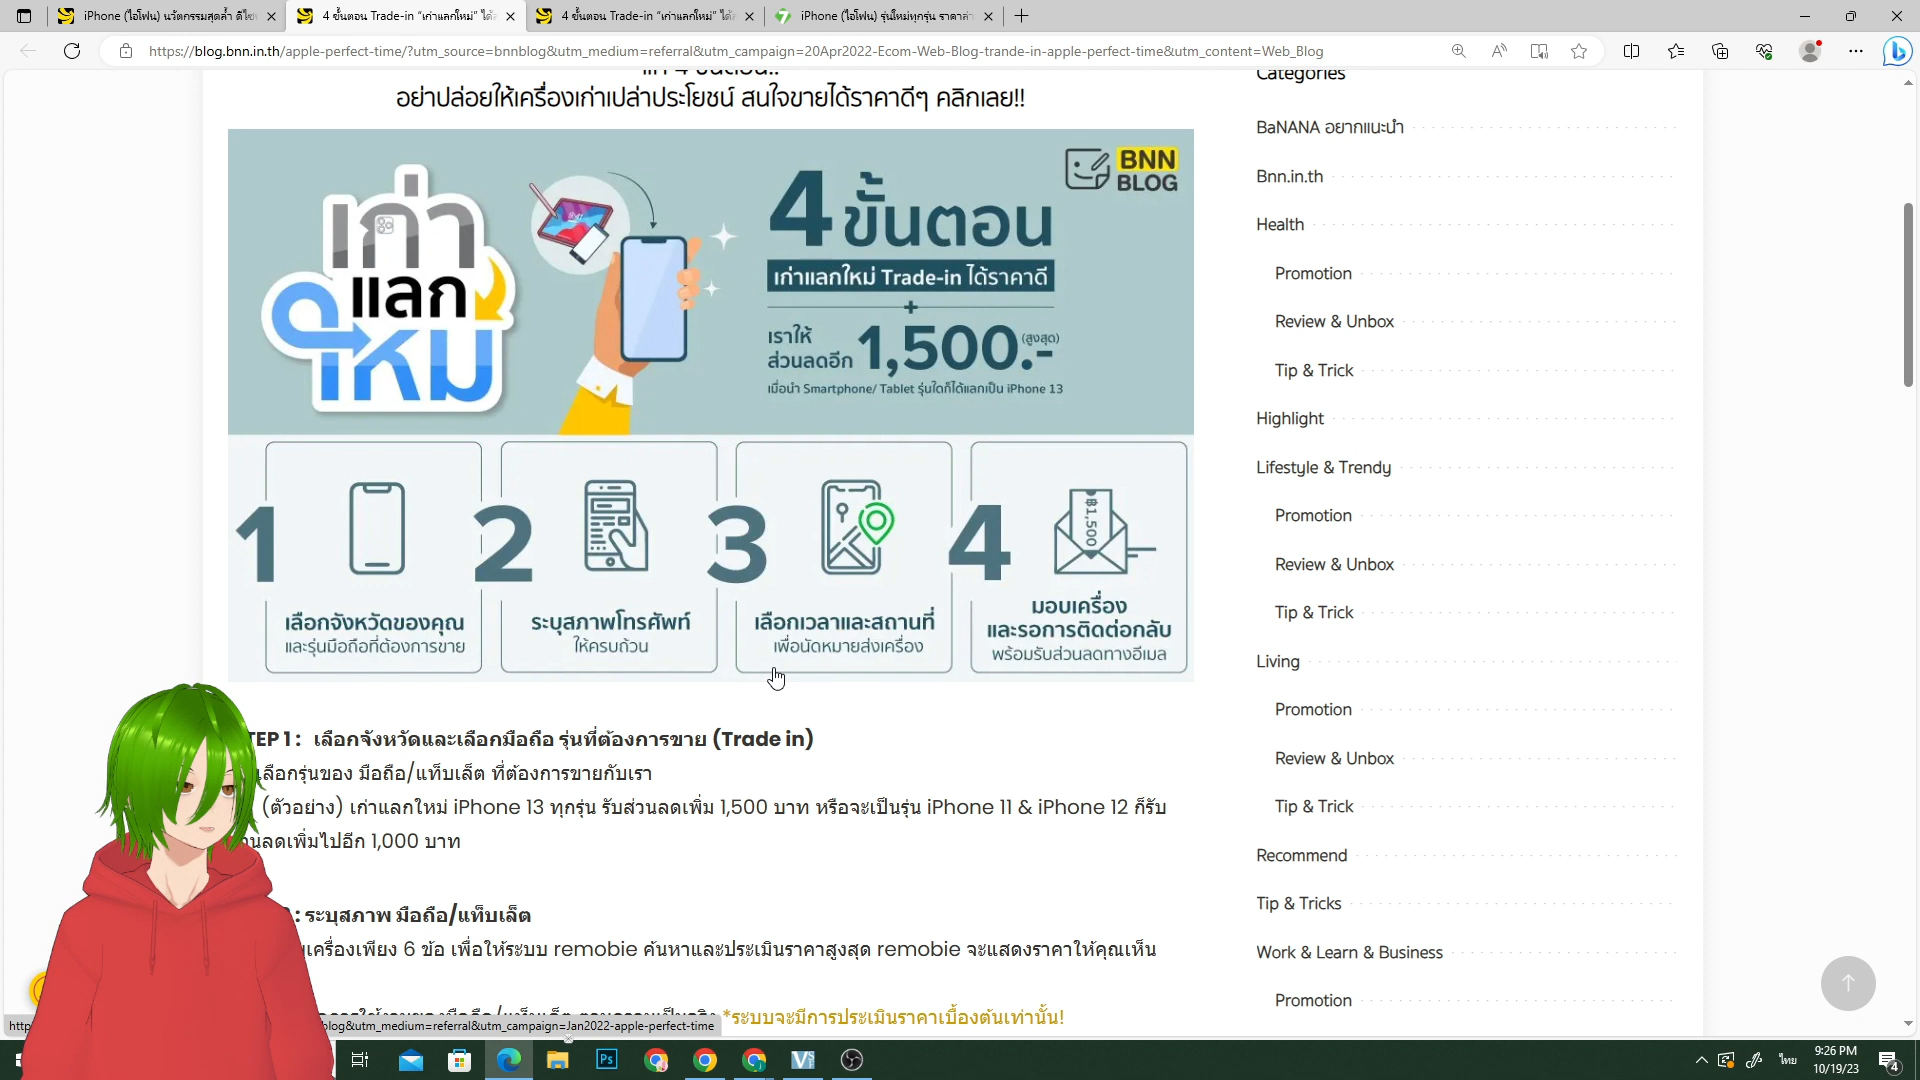 iPhone (ไอโฟน) นวัตกรรมสุดล้ำ ดีไซ
4 ขั้นตอน Trade-in “เก่าแลกใหม่” ได้
4 ขั้นตอน Trade-in “เก่าแลกใหม่” ได้
iPhone (ไอโฟน) รุ่นใหม่ทุกรุ่น ราคาล่า
https://blog.bnn.in.th/apple-perfect-time/?utm_source=bnnblog&utm_medium=referral&utm_campaign=20Apr2022-Ecom-Web-Blog-trande-in-apple-perfect-time&utm_content=Web_Blog
อย่าปล่อยให้เครื่องเก่าเปล่าประโยชน์ สนใจขายได้ราคาดีๆ คลิกเลย!!
BNN
BLOG
เก่า
แลก
ใหม่
4 ขั้นตอน
เก่าแลกใหม่ Trade-in ได้ราคาดี
+
เราให้
ส่วนลดอีก 1,500.- (สูงสุด)
เมื่อนำ Smartphone/ Tablet รุ่นใดก็ได้แลกเป็น iPhone 13
1
เลือกจังหวัดของคุณ
และรุ่นมือถือที่ต้องการขาย
2
ระบุสภาพโทรศัพท์
ให้ครบถ้วน
3
เลือกเวลาและสถานที่
เพื่อนัดหมายส่งเครื่อง
4
฿1,500
มอบเครื่อง
และรอการติดต่อกลับ
พร้อมรับส่วนลดทางอีเมล
TEP 1 : เลือกจังหวัดและเลือกมือถือ รุ่นที่ต้องการขาย (Trade in)
เลือกรุ่นของ มือถือ/แท็บเล็ต ที่ต้องการขายกับเรา
(ตัวอย่าง) เก่าแลกใหม่ iPhone 13 ทุกรุ่น รับส่วนลดเพิ่ม 1,500 บาท หรือจะเป็นรุ่น iPhone 11 & iPhone 12 ก็รับ
นลดเพิ่มไปอีก 1,000 บาท
: ระบุสภาพ มือถือ/แท็บเล็ต
เครื่องเพียง 6 ข้อ เพื่อให้ระบบ remobie ค้นหาและประเมินราคาสูงสุด remobie จะแสดงราคาให้คุณเห็น
*ระบบจะมีการประเมินราคาเบื้องต้นเท่านั้น!
http
blog&utm_medium=referral&utm_campaign=Jan2022-apple-perfect-time
Categories
BaNANA อยากแนะนำ
Bnn.in.th
Health
Promotion
Review & Unbox
Tip & Trick
Highlight
Lifestyle & Trendy
Promotion
Review & Unbox
Tip & Trick
Living
Promotion
Review & Unbox
Tip & Trick
Recommend
Tip & Tricks
Work & Learn & Business
Promotion
Ps
ไทย
9:26 PM
10/19/23
4